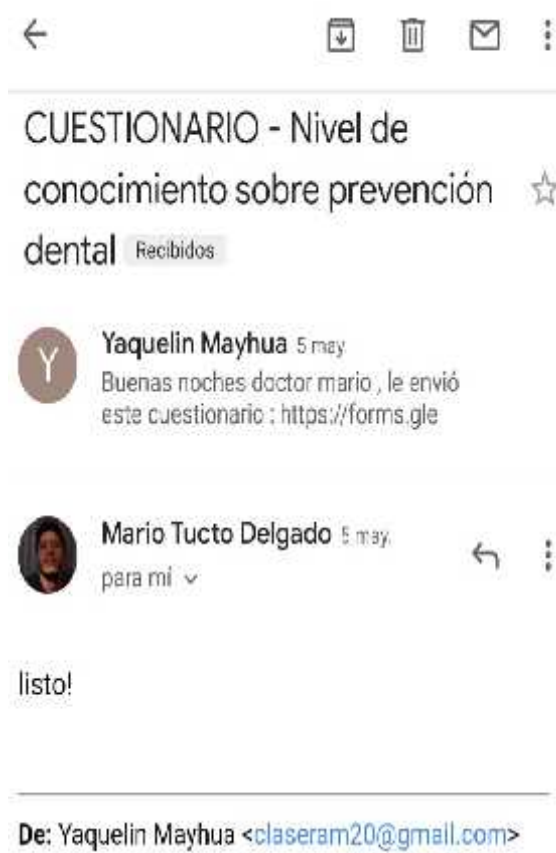 CUESTIONARIO - Nivel de
conocimiento sobre prevención
dental Recibidos
Y
Yaquelin Mayhua 5 may.
Buenas noches doctor mario , le envió
este cuestionario : https://forms.gle
Mario Tucto Delgado 5 may.
para mí
listo!
De: Yaquelin Mayhua <claseram20@gmail.com>